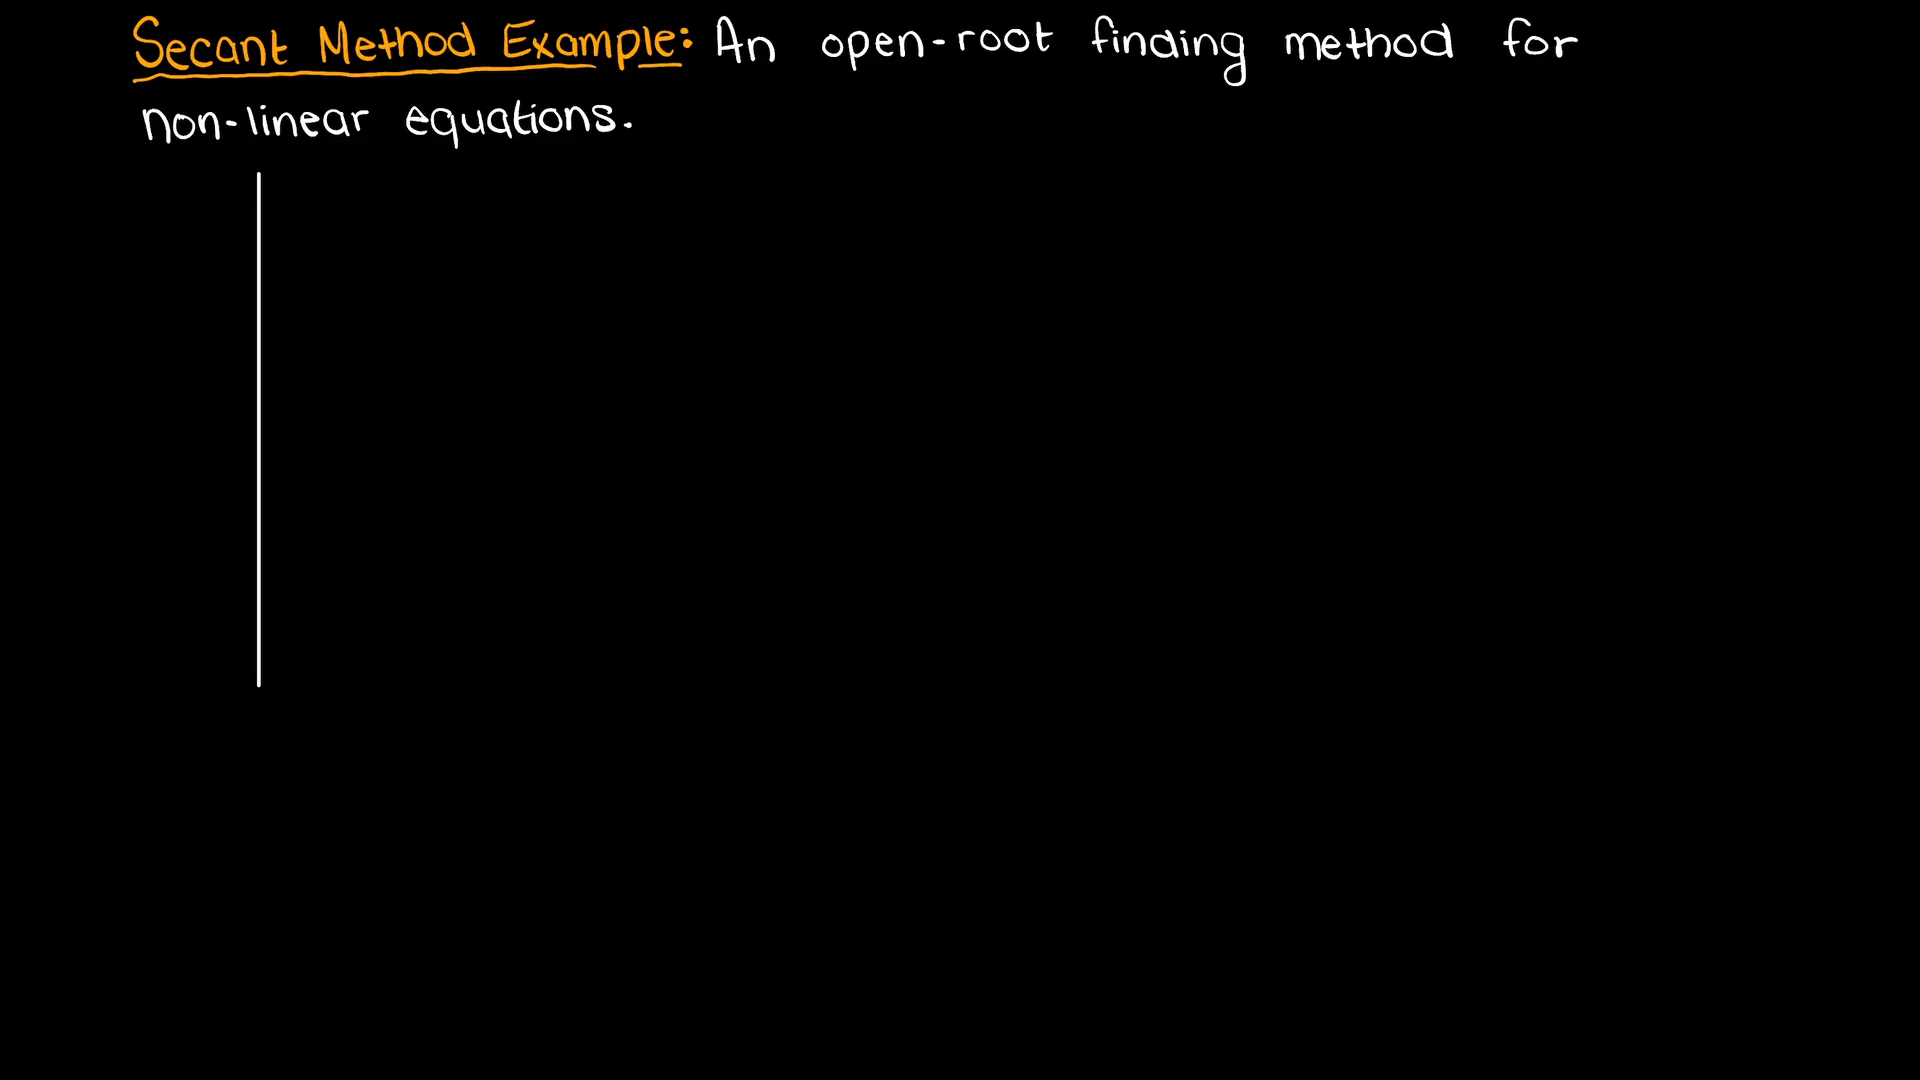 Secant Method Example: An open-root finding method for
non-linear equations.